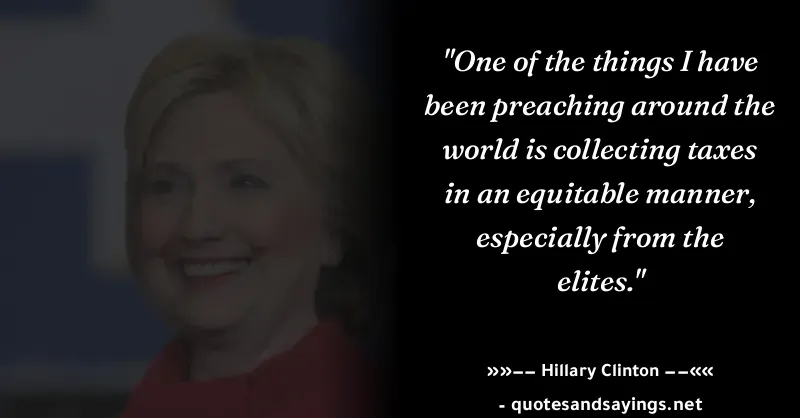 "One of the things I have
been preaching around the
world is collecting taxes
in an equitable manner,
especially from the
elites."
»»−− Hillary Clinton −−««
- quotesandsayings.net